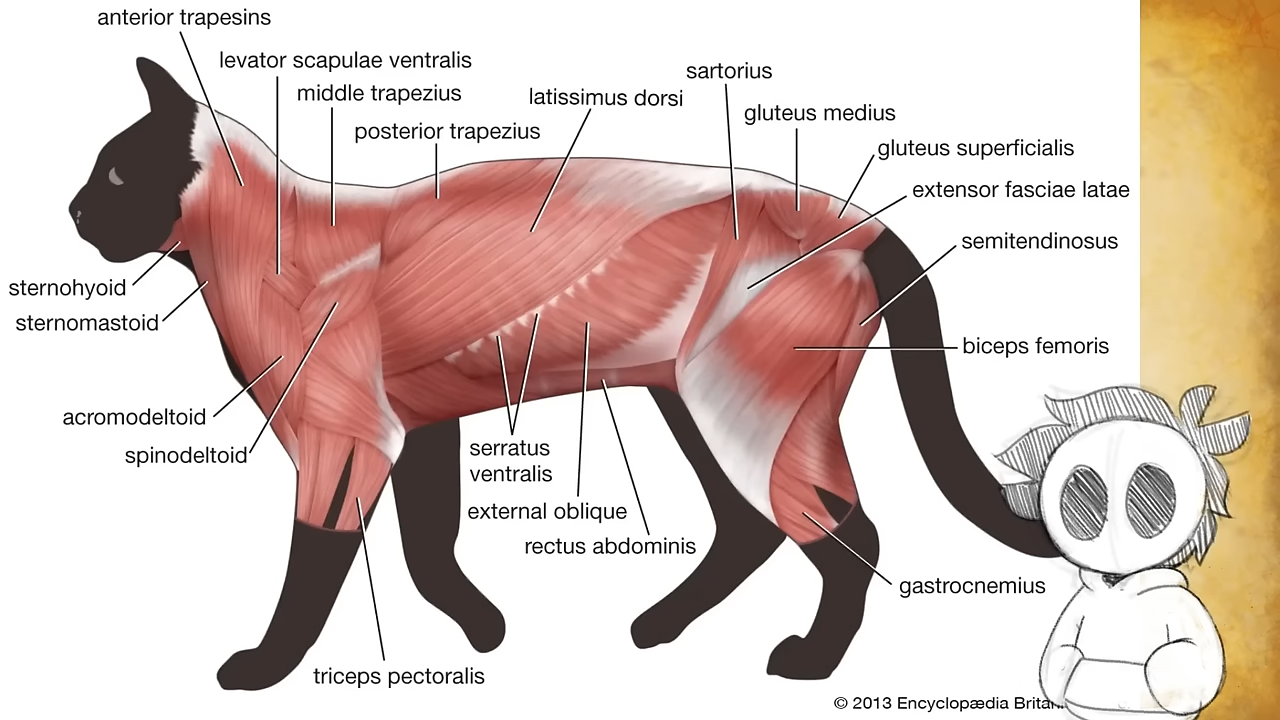 anterior trapesins
levator scapulae ventralis
middle trapezius
posterior trapezius
latissimus dorsi
sartorius
gluteus medius
gluteus superficialis
extensor fasciae latae
semitendinosus
biceps femoris
sternohyoid
sternomastoid
acromodeltoid
spinodeltoid
serratus
ventralis
external oblique
rectus abdominis
gastrocnemius
triceps pectoralis
© 2013 Encyclopædia